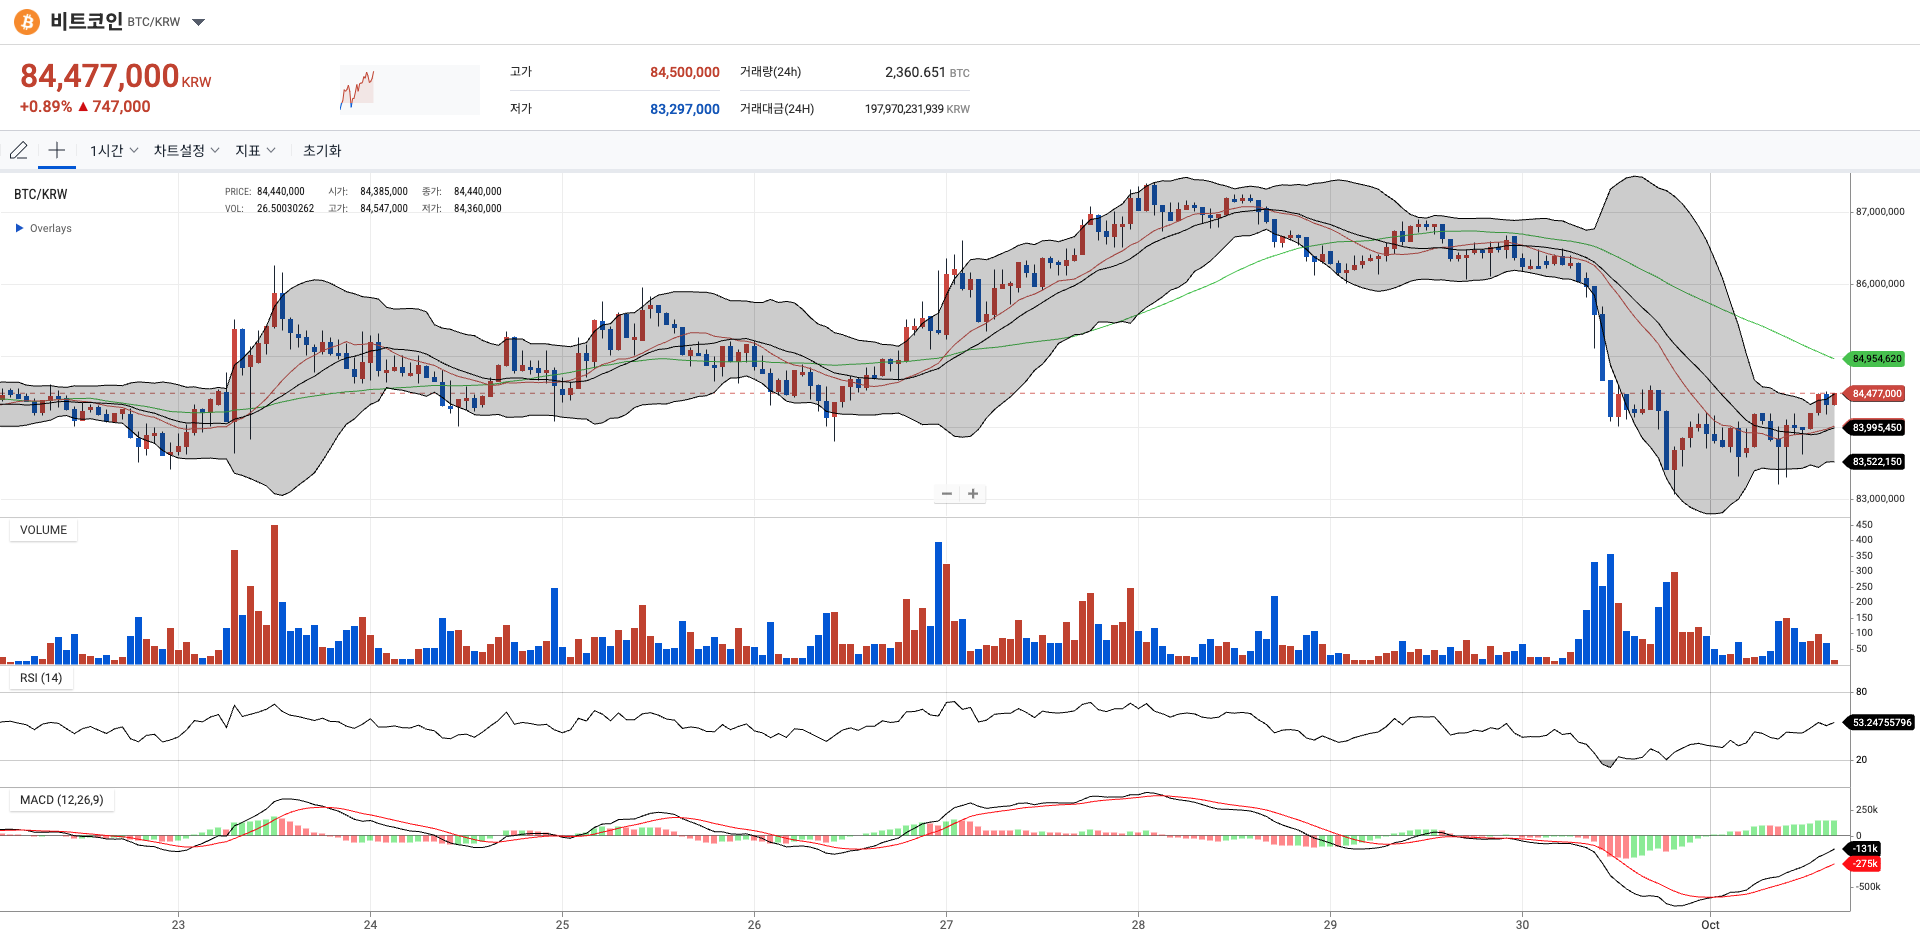 비트코인 BTC/KRW
84,477,000 KRW
+0.89% ▲ 747,000
고가 84,500,000 거래량(24h) 2,360.651 BTC
저가 83,297,000 거래대금(24H) 197,970,231,939 KRW
1시간 차트설정 지표 초기화
BTC/KRW
PRICE: 84,440,000 시가: 84,385,000 종가: 84,440,000
VOL: 26.50030262 고가: 84,547,000 저가: 84,360,000
Overlays
87,000,000
86,000,000
84,954,620
84,477,000
83,995,450
83,522,150
83,000,000
VOLUME
450
400
350
300
250
200
150
100
50
RSI (14)
80
53.24755796
20
MACD (12,26,9)
250k
0
-131k
-275k
-500k
23 24 25 26 27 28 29 30 Oct